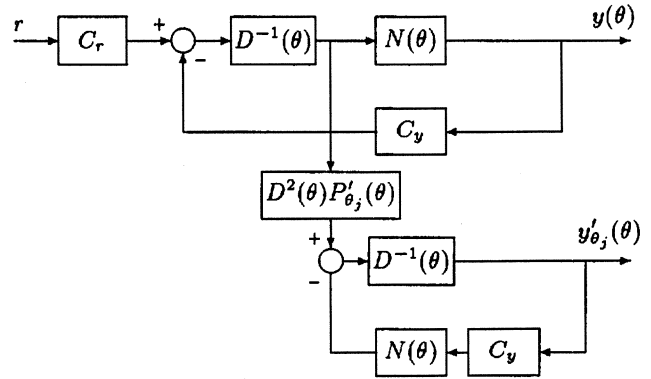 r C_r + − D^{-1}(θ) N(θ) y(θ)
C_y
D^2(θ)P'_{θ_j}(θ)
+ − D^{-1}(θ) y'_{θ_j}(θ)
N(θ) C_y